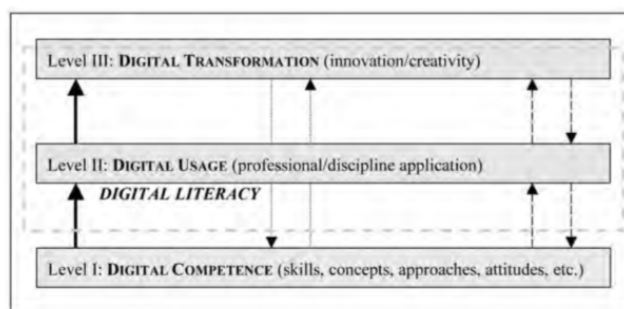 Level III: DIGITAL TRANSFORMATION (innovation/creativity)
Level II: DIGITAL USAGE (professional/discipline application)
DIGITAL LITERACY
Level I: DIGITAL COMPETENCE (skills, concepts, approaches, attitudes, etc.)